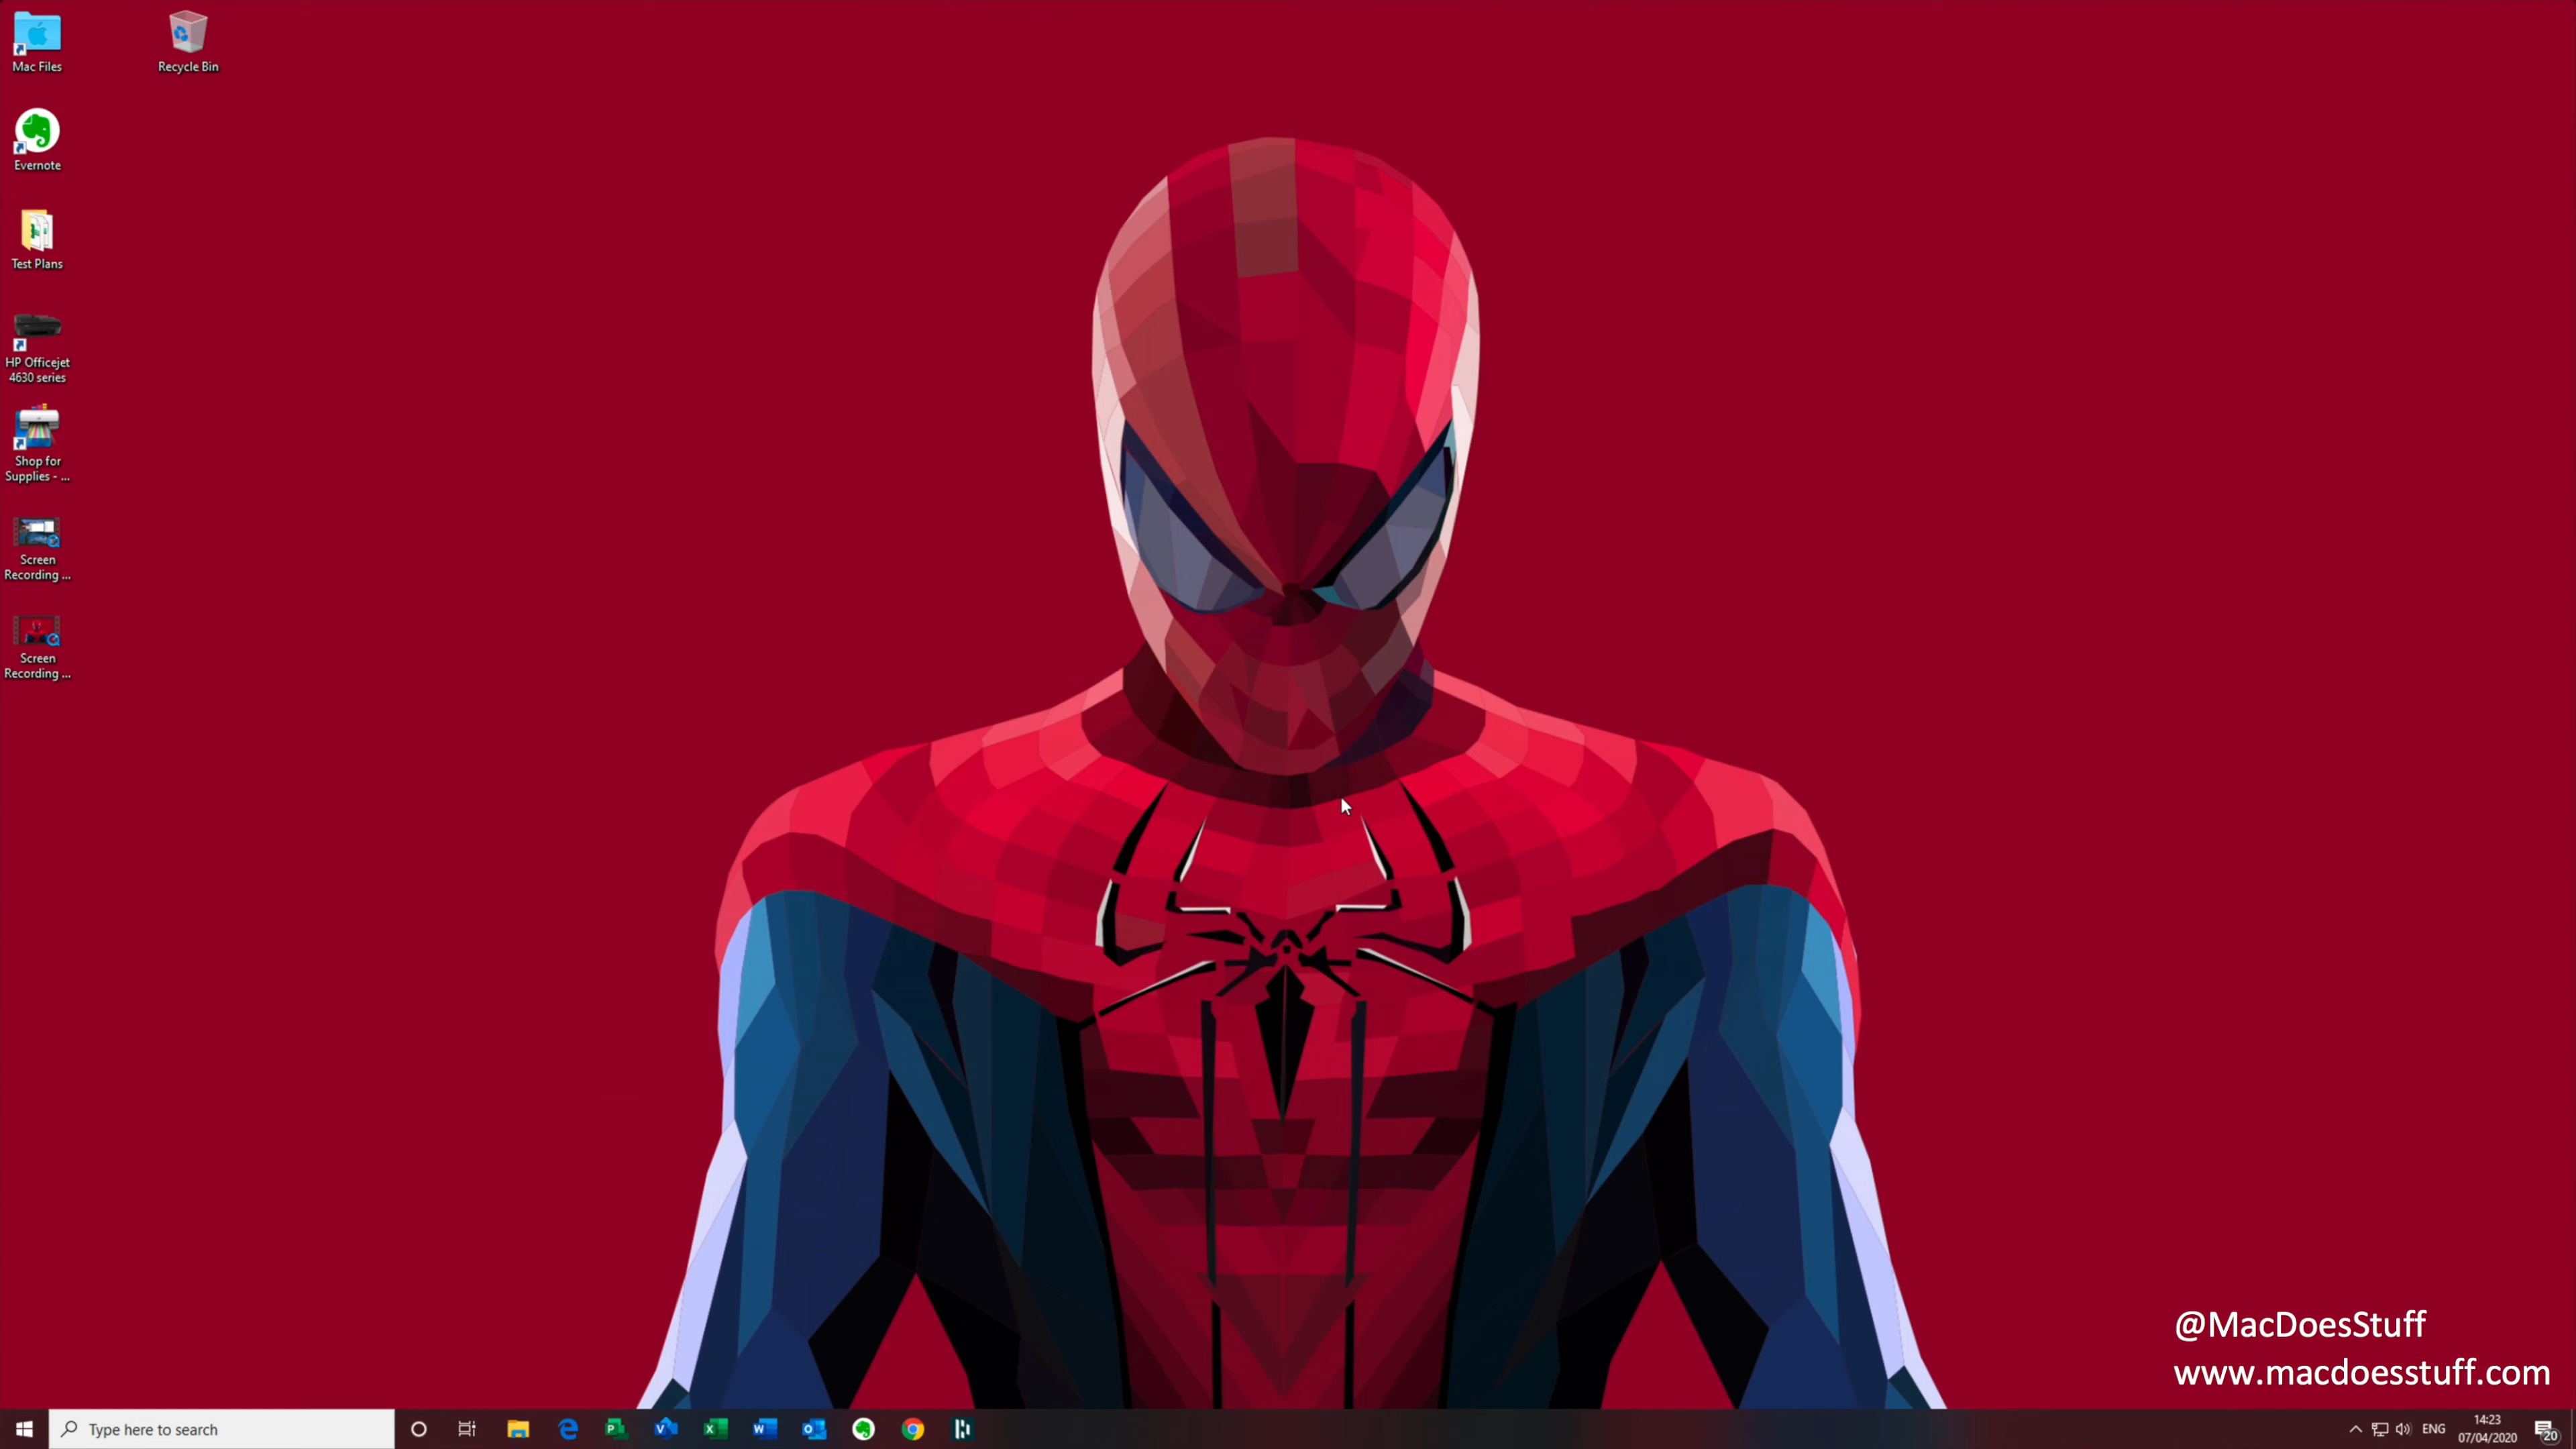 Mac Files
Recycle Bin
Evernote
Test Plans
HP Officejet
4630 series
Shop for
Supplies - ...
Screen
Recording ...
Screen
Recording ...
@MacDoesStuff
www.macdoesstuff.com
Type here to search
ENG
14:23
07/04/2020
20